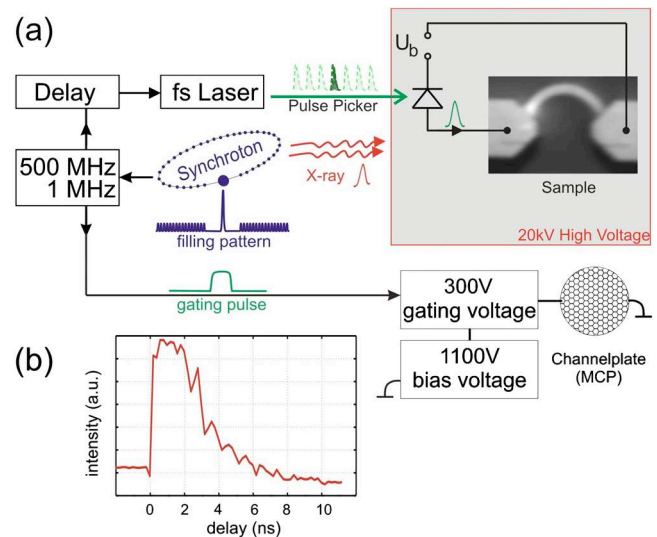 (a)
Delay
fs Laser
Pulse Picker
U_b
500 MHz
1 MHz
Synchroton
X-ray
filling pattern
Sample
20kV High Voltage
gating pulse
300V
gating voltage
1100V
bias voltage
Channelplate
(MCP)
(b)
intensity (a.u.)
0 2 4 6 8 10
delay (ns)